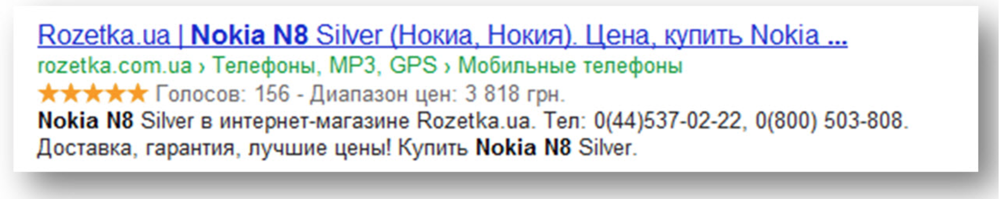 Rozetka.ua | Nokia N8 Silver (Нокиа, Нокия). Цена, купить Nokia ...
rozetka.com.ua › Телефоны, MP3, GPS › Мобильные телефоны
★★★★★ Голосов: 156 - Диапазон цен: 3 818 грн.
Nokia N8 Silver в интернет-магазине Rozetka.ua. Тел: 0(44)537-02-22, 0(800) 503-808.
Доставка, гарантия, лучшие цены! Купить Nokia N8 Silver.